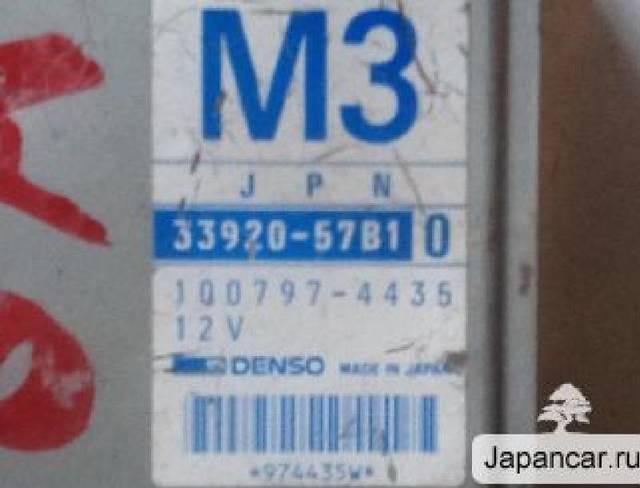 M3
J P N
33920-57B1 0
100797-4435
12V
DENSO MADE IN JAPAN
*974435W*
Japancar.ru